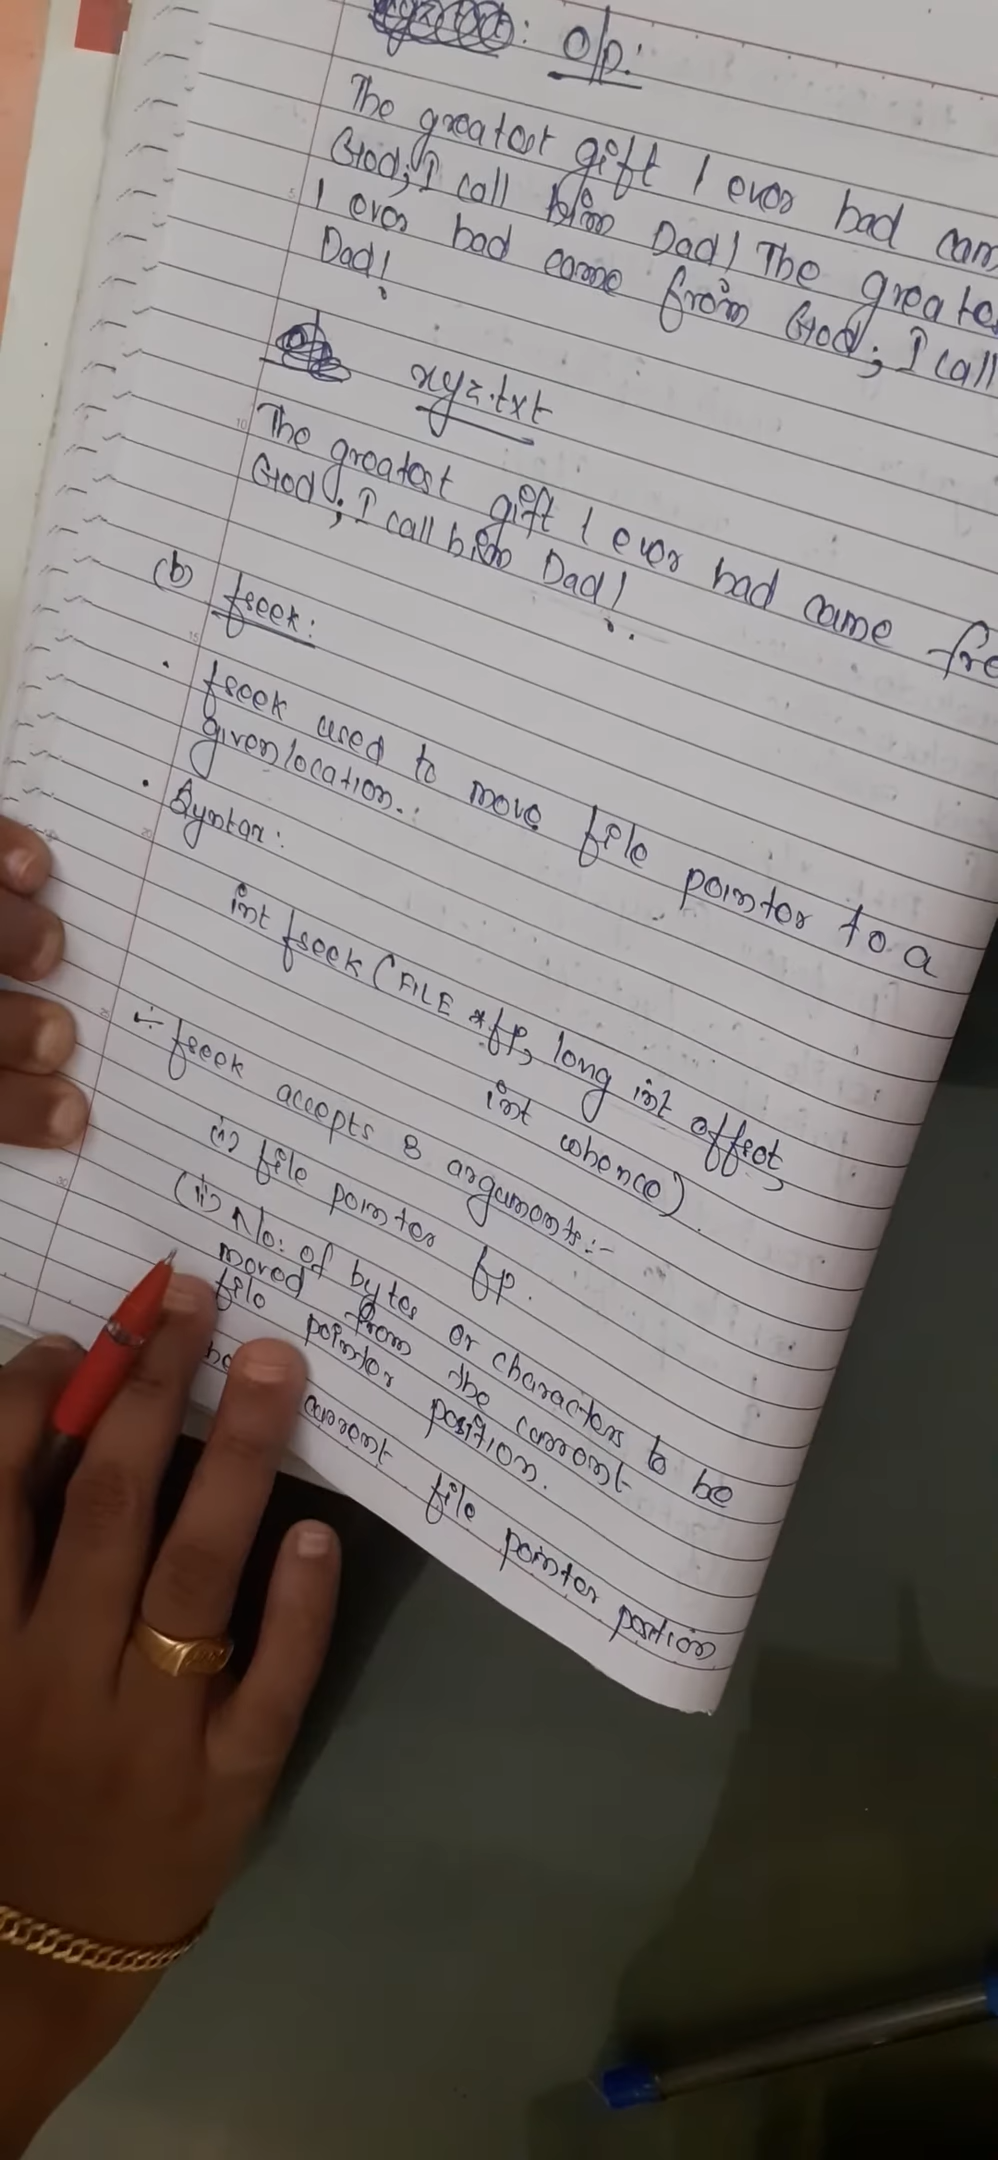 : o/p:
The greatest gift I ever had
God; I call him Dad! The
I ever had came from God; I call
Dad!
xyz.txt
The greatest gift I ever had came
God; I call him Dad!
(b) fseek:
. fseek used to move file pointer to a
given location.
. Syntax:
int fseek (FILE *fp, long int offset,
int whence)
fseek accepts 3 arguments:-
(i) file pointer fp.
(ii) No: of bytes or characters to be
moved from the current
file pointer position.
current file pointer position